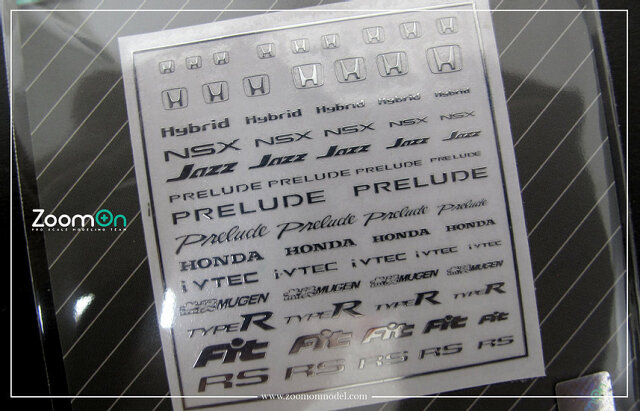 Hybrid Hybrid Hybrid Hybrid Hybrid
NSX NSX NSX NSX NSX
Jazz Jazz Jazz Jazz Jazz
PRELUDE PRELUDE PRELUDE PRELUDE
PRELUDE PRELUDE
Prelude Prelude Prelude Prelude
HONDA HONDA HONDA HONDA
i-VTEC i-VTEC i-VTEC i-VTEC i-VTEC
MUGEN MUGEN MUGEN MUGEN
TYPE R TYPE R TYPE R TYPE R
Fit Fit Fit Fit Fit
RS RS RS RS RS RS
ZoomOn
PRO SCALE MODELING TEAM
www.zoomonmodel.com